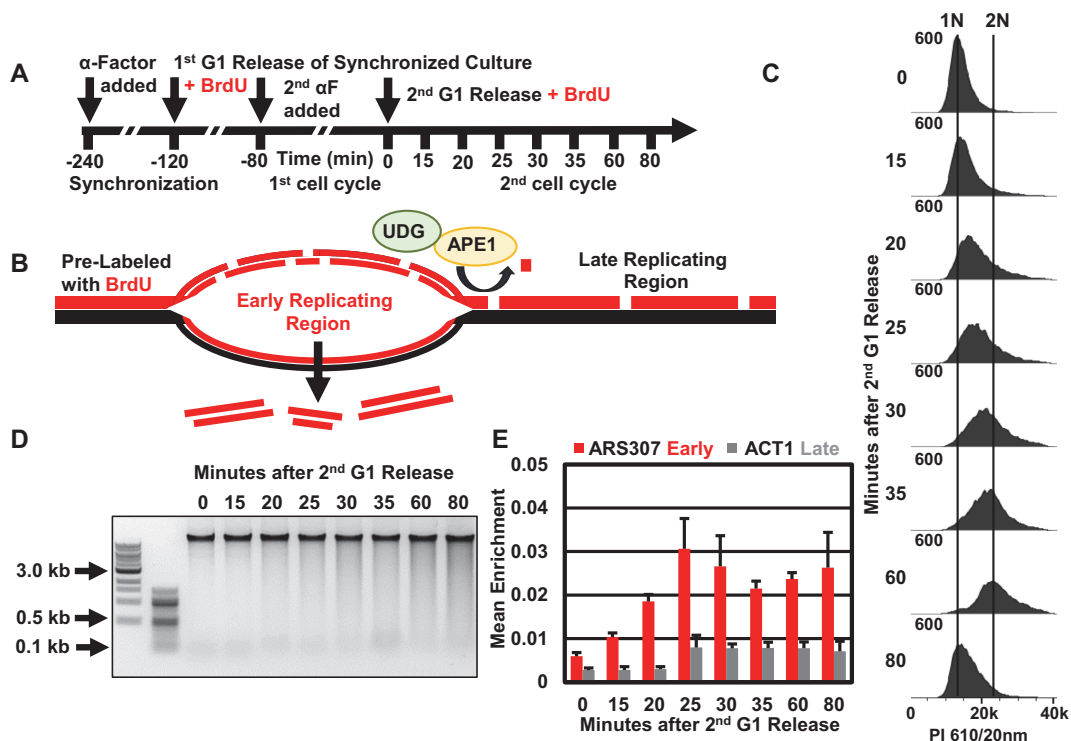 A
α-Factor added
1st G1 Release of Synchronized Culture
+ BrdU
2nd αF added
2nd G1 Release + BrdU
-240
-120
-80
Time (min)
0
15
20
25
30
35
60
80
Synchronization
1st cell cycle
2nd cell cycle
B
Pre-Labeled with BrdU
UDG
APE1
Early Replicating Region
Late Replicating Region
C
1N 2N
Minutes after 2nd G1 Release
600
0
600
15
600
20
600
25
600
30
600
35
600
60
600
80
0 20k 40k
PI 610/20nm
D
Minutes after 2nd G1 Release
0 15 20 25 30 35 60 80
3.0 kb
0.5 kb
0.1 kb
E
ARS307 Early ACT1 Late
Mean Enrichment
0.05
0.04
0.03
0.02
0.01
0
0 15 20 25 30 35 60 80
Minutes after 2nd G1 Release